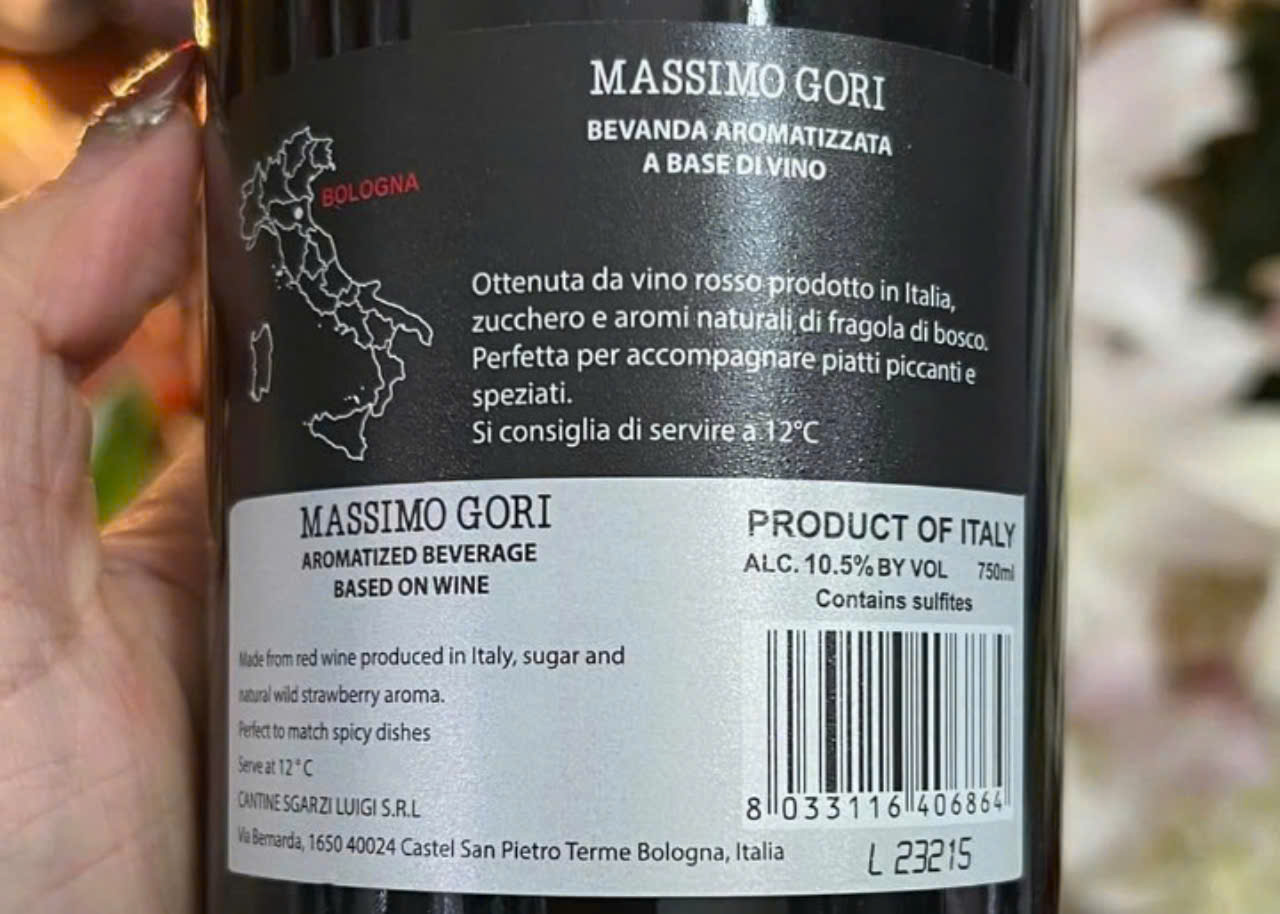 MASSIMO GORI
BEVANDA AROMATIZZATA
A BASE DI VINO
BOLOGNA
Ottenuta da vino rosso prodotto in Italia,
zucchero e aromi naturali di fragola di bosco.
Perfetta per accompagnare piatti piccanti e
speziati.
Si consiglia di servire a 12°C
MASSIMO GORI
AROMATIZED BEVERAGE
BASED ON WINE
Made from red wine produced in Italy, sugar and
natural wild strawberry aroma.
Perfect to match spicy dishes
Serve at 12°C
CANTINE SGARZI LUIGI S.R.L
Via Bernarda, 1650 40024 Castel San Pietro Terme Bologna, Italia
PRODUCT OF ITALY
ALC. 10.5% BY VOL 750ml
Contains sulfites
8 033116 406864
L 23215